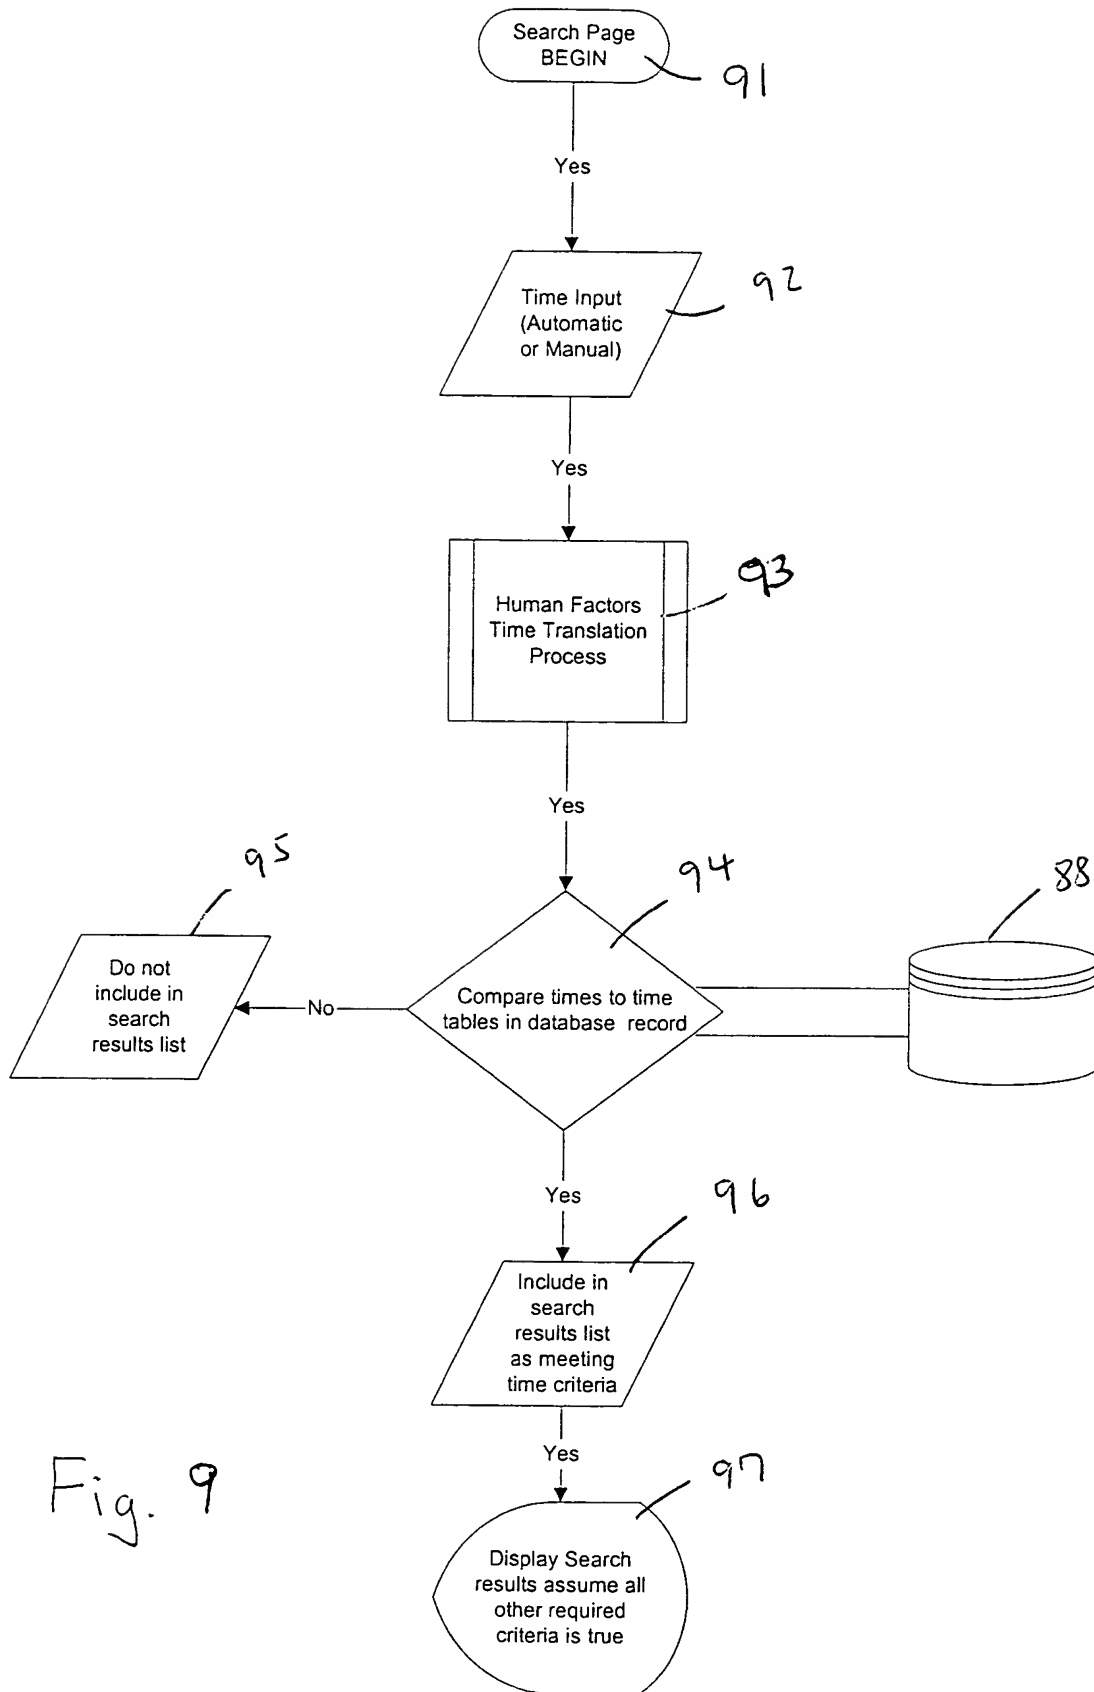 Search Page
BEGIN
91
Yes
Time Input
(Automatic
or Manual)
92
Yes
Human Factors
Time Translation
Process
93
Yes
95
94
88
Do not
include in
search
results list
No
Compare times to time
tables in database record
Yes
96
Include in
search
results list
as meeting
time criteria
Yes
97
Display Search
results assume all
other required
criteria is true
Fig. 9